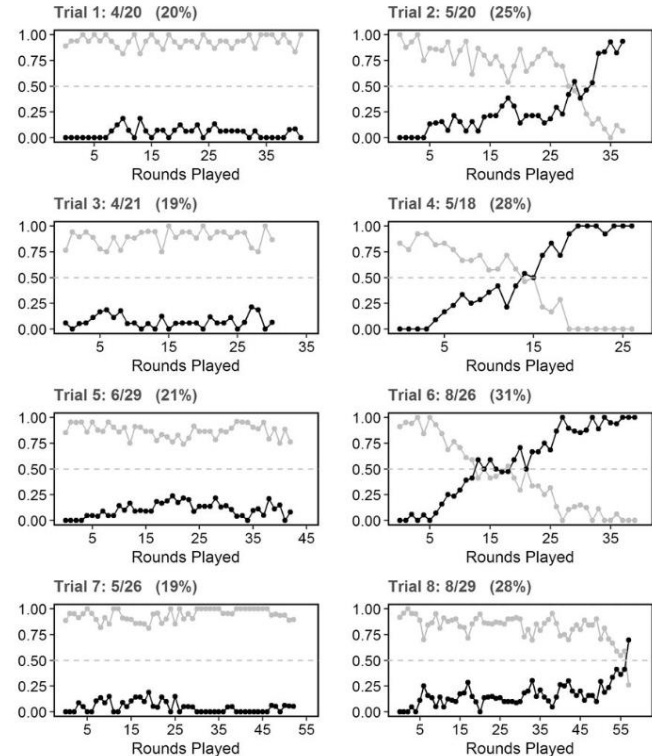 Trial 1: 4/20 (20%)
1.00
0.75
0.50
0.25
0.00
5 15 25 35
Rounds Played
Trial 2: 5/20 (25%)
1.00
0.75
0.50
0.25
0.00
5 15 25 35
Rounds Played
Trial 3: 4/21 (19%)
1.00
0.75
0.50
0.25
0.00
5 15 25 35
Rounds Played
Trial 4: 5/18 (28%)
1.00
0.75
0.50
0.25
0.00
5 15 25
Rounds Played
Trial 5: 6/29 (21%)
1.00
0.75
0.50
0.25
0.00
5 15 25 35 45
Rounds Played
Trial 6: 8/26 (31%)
1.00
0.75
0.50
0.25
0.00
5 15 25 35
Rounds Played
Trial 7: 5/26 (19%)
1.00
0.75
0.50
0.25
0.00
5 15 25 35 45 55
Rounds Played
Trial 8: 8/29 (28%)
1.00
0.75
0.50
0.25
0.00
5 15 25 35 45 55
Rounds Played